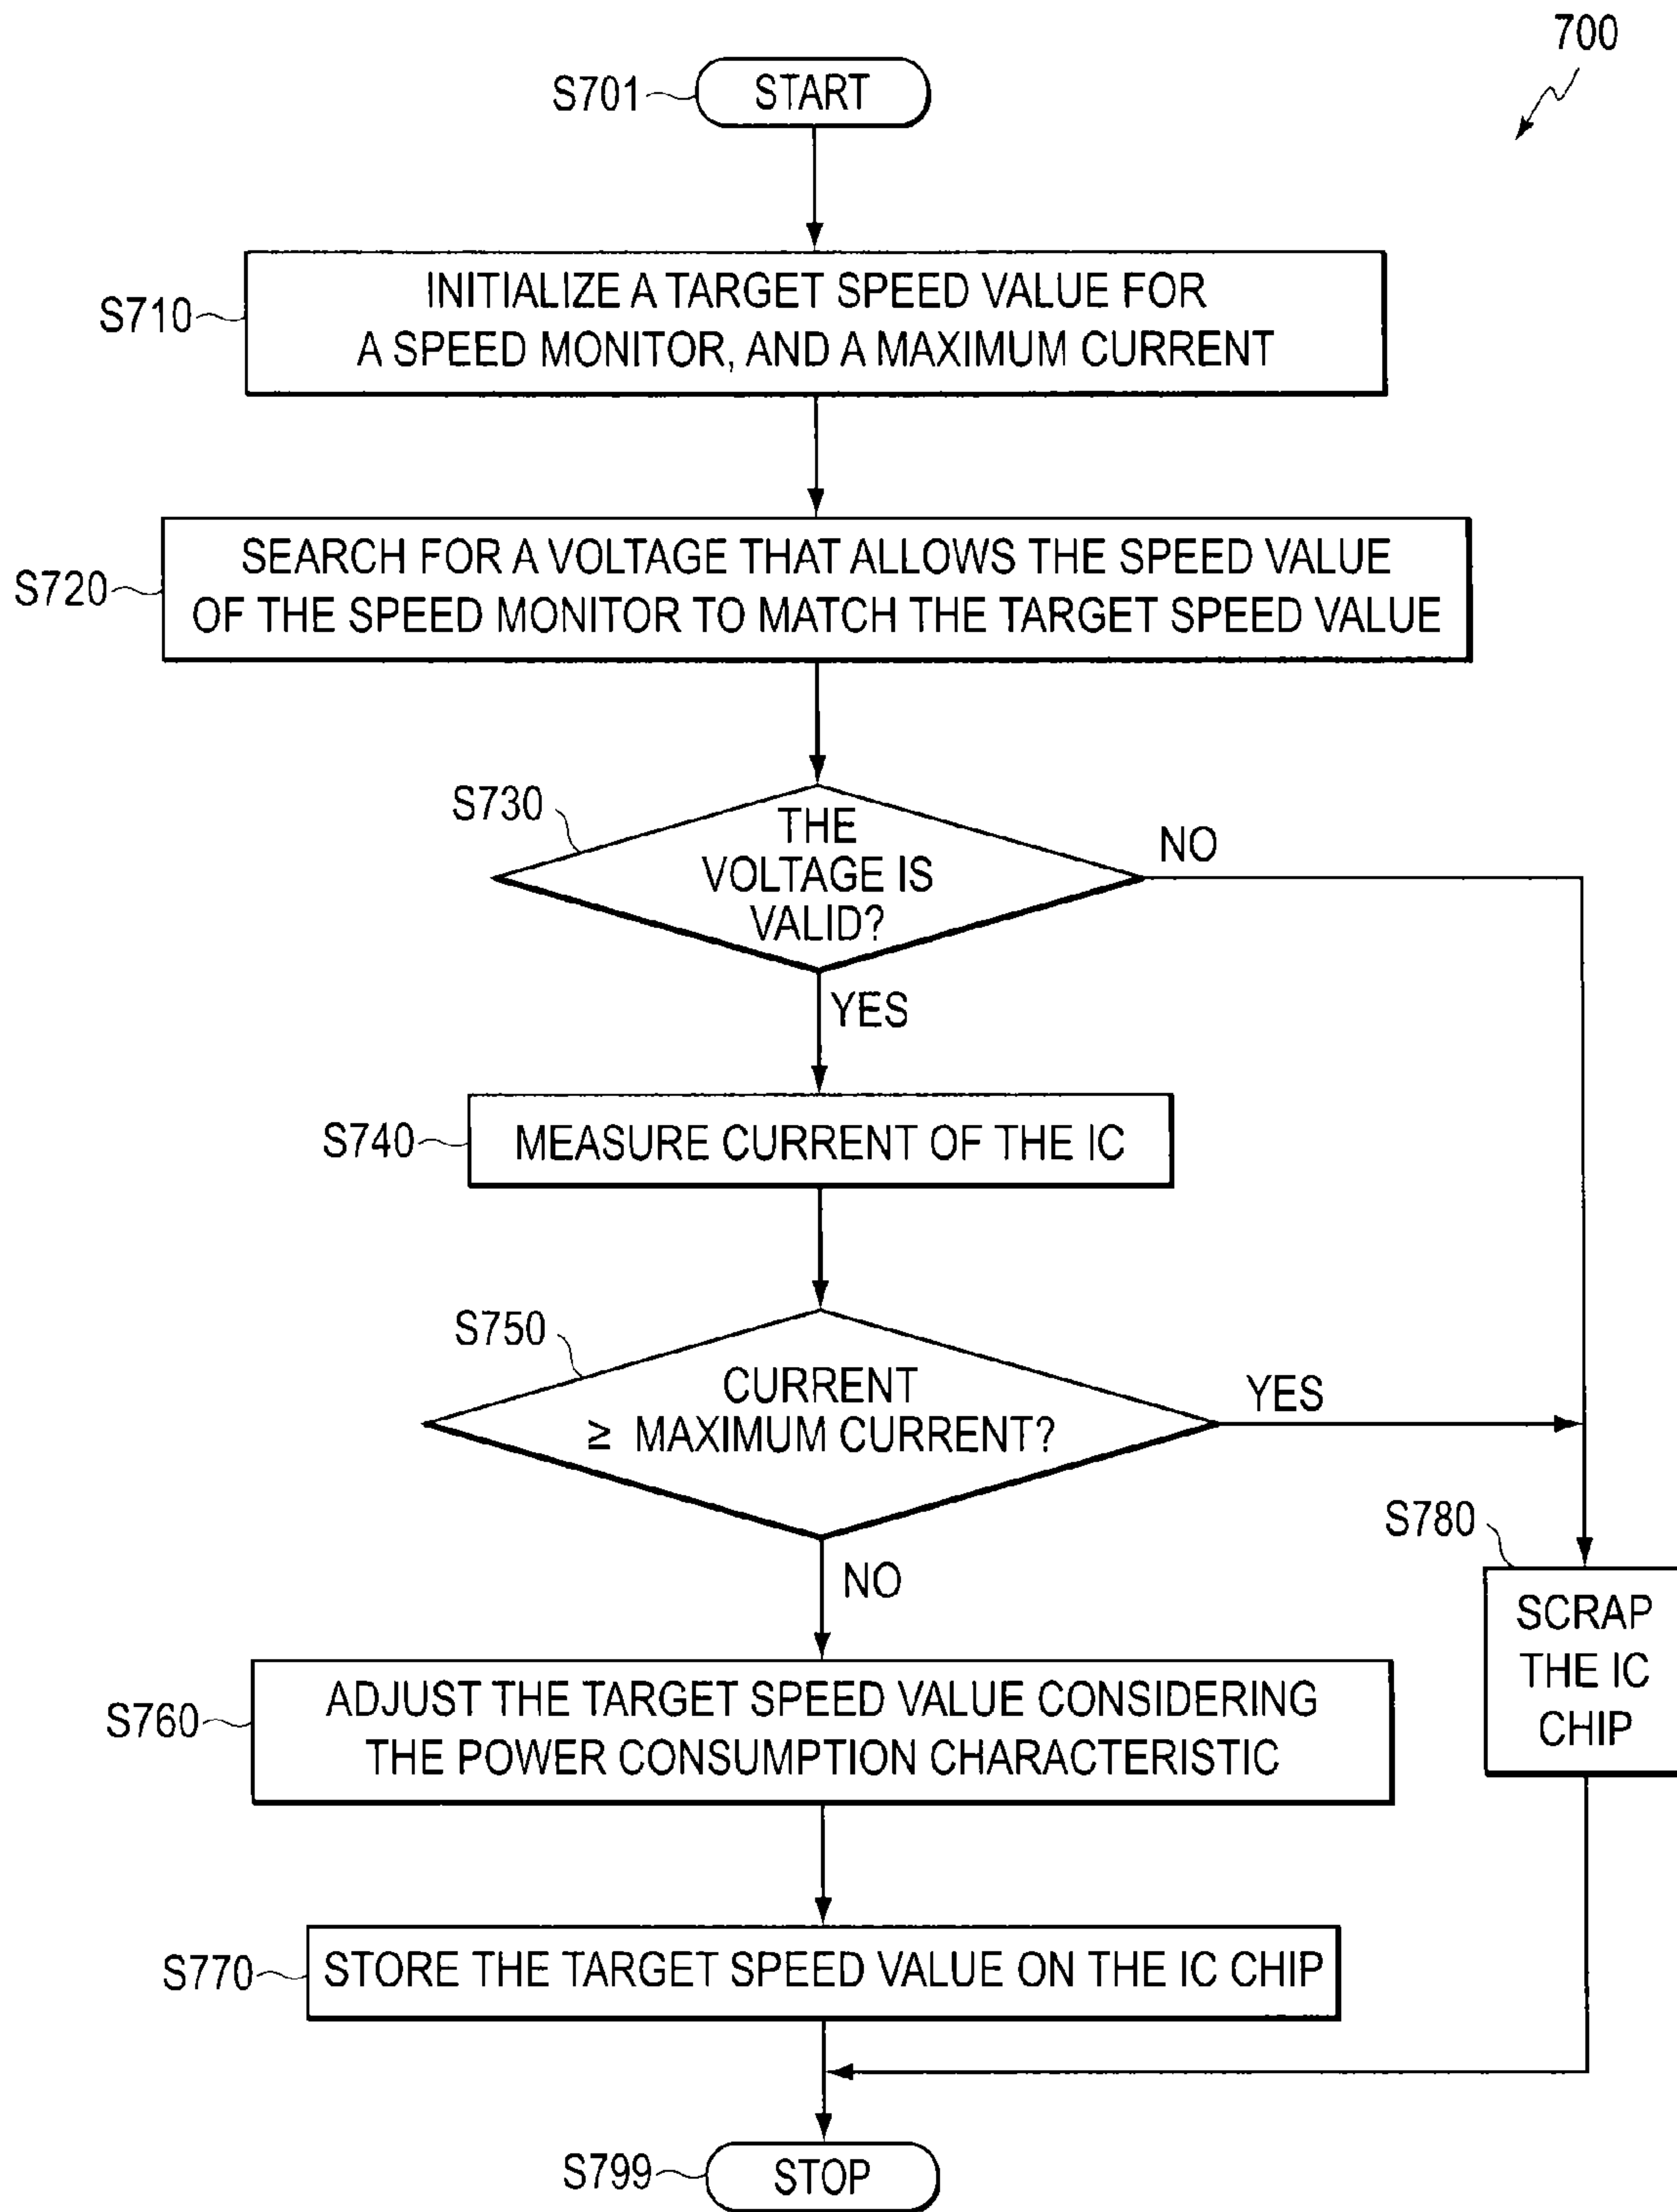 700
S701
START
S710
INITIALIZE A TARGET SPEED VALUE FOR
A SPEED MONITOR, AND A MAXIMUM CURRENT
S720
SEARCH FOR A VOLTAGE THAT ALLOWS THE SPEED VALUE
OF THE SPEED MONITOR TO MATCH THE TARGET SPEED VALUE
S730
THE
VOLTAGE IS
VALID?
NO
YES
S740
MEASURE CURRENT OF THE IC
S750
CURRENT
≥ MAXIMUM CURRENT?
YES
NO
S780
SCRAP
THE IC
CHIP
S760
ADJUST THE TARGET SPEED VALUE CONSIDERING
THE POWER CONSUMPTION CHARACTERISTIC
S770
STORE THE TARGET SPEED VALUE ON THE IC CHIP
S799
STOP